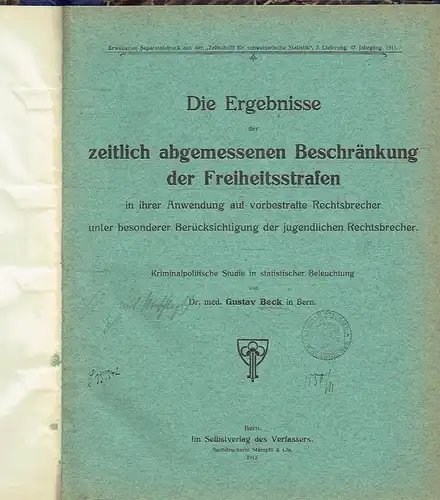 Erweiterter Separatabdruck aus der „Zeitschrift für schweizerische Statistik“, 3. Lieferung, 47. Jahrgang, 1911.
Die Ergebnisse
der
zeitlich abgemessenen Beschränkung
der Freiheitsstrafen
in ihrer Anwendung auf vorbestrafte Rechtsbrecher
unter besonderer Berücksichtigung der jugendlichen Rechtsbrecher.
Kriminalpolitische Studie in statistischer Beleuchtung
von
Dr. med. Gustav Beck in Bern.
Bern.
Im Selbstverlag des Verfassers.
Buchdruckerei Stämpfli & Cie.
1912